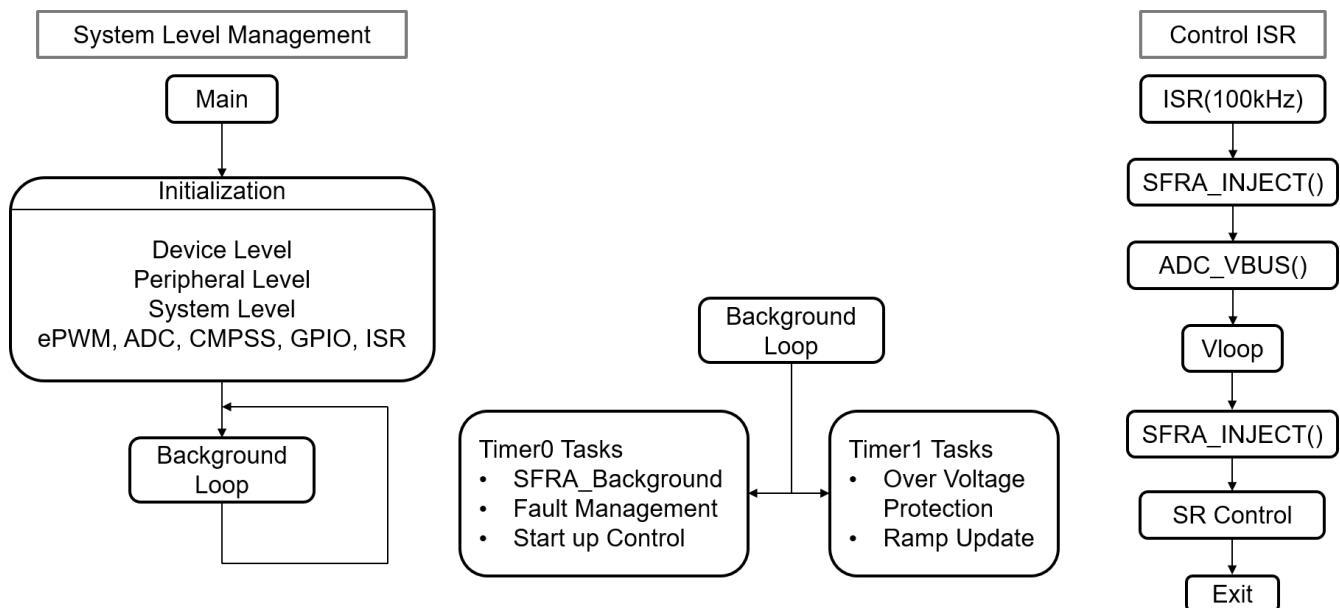 System Level Management
Main
Initialization
Device Level
Peripheral Level
System Level
ePWM, ADC, CMPSS, GPIO, ISR
Background
Loop
Background
Loop
Timer0 Tasks
• SFRA_Background
• Fault Management
• Start up Control
Timer1 Tasks
• Over Voltage
Protection
• Ramp Update
Control ISR
ISR(100kHz)
SFRA_INJECT()
ADC_VBUS()
Vloop
SFRA_INJECT()
SR Control
Exit